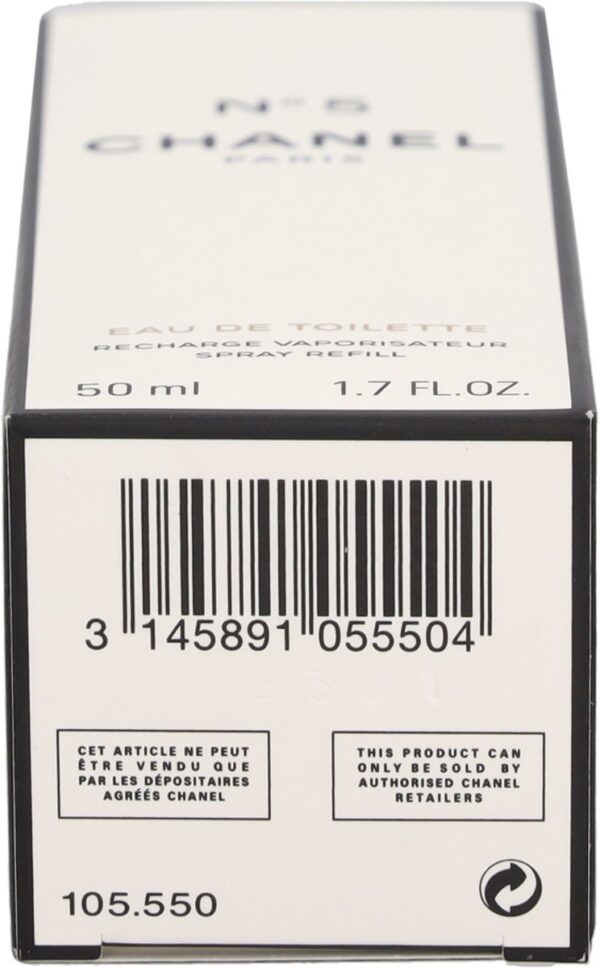 N°5
CHANEL
PARIS
EAU DE TOILETTE
RECHARGE VAPORISATEUR
SPRAY REFILL
50 ml 1.7 FL.OZ.
3 145891 055504
CET ARTICLE NE PEUT
ÊTRE VENDU QUE
PAR LES DÉPOSITAIRES
AGRÉÉS CHANEL
THIS PRODUCT CAN
ONLY BE SOLD BY
AUTHORISED CHANEL
RETAILERS
105.550